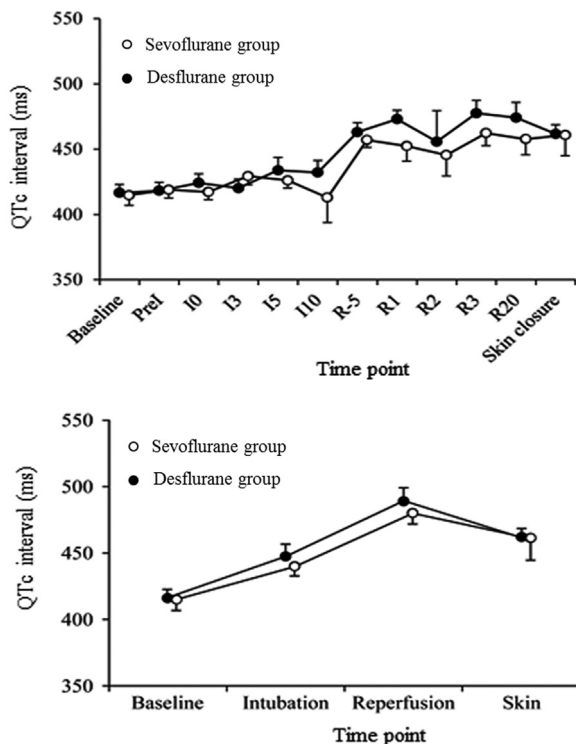 550
500
450
400
350
QTc interval (ms)
Sevoflurane group
Desflurane group
Baseline
PreI
I0
I3
I5
I10
R-5
R1
R2
R3
R20
Skin closure
Time point
550
500
450
400
350
QTc interval (ms)
Sevoflurane group
Desflurane group
Baseline
Intubation
Reperfusion
Skin
Time point